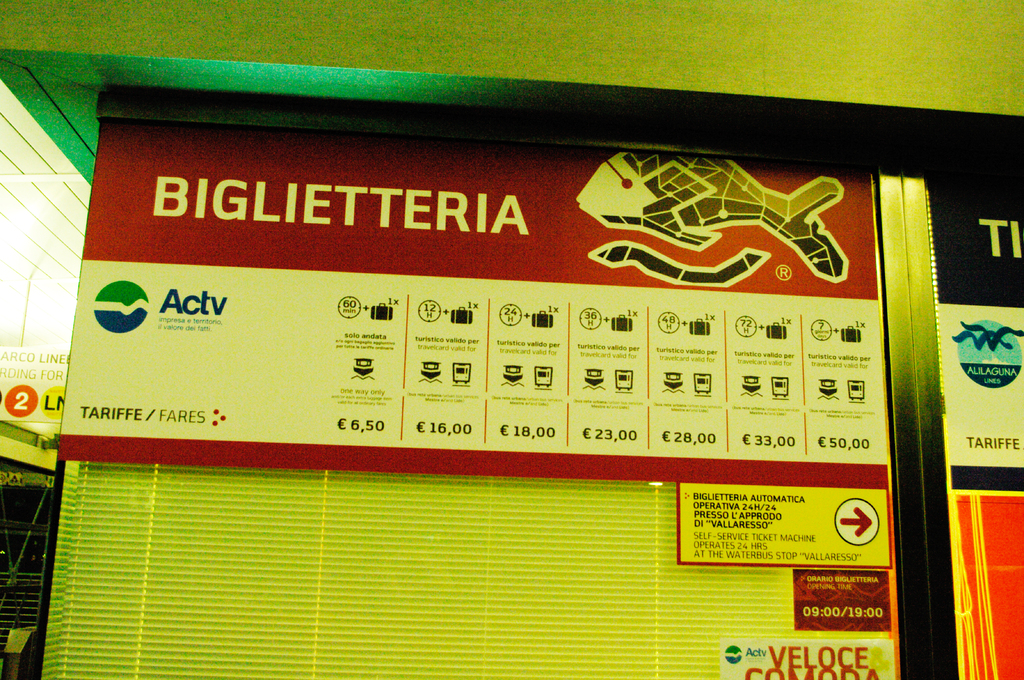 BIGLIETTERIA
®
Actv
impresa e territorio,
il valore dei fatti.
60 min + 1x
solo andata
one way only
€ 6,50
12 H + 1x
turistico valido per
travelcard valid for
€ 16,00
24 H + 1x
turistico valido per
travelcard valid for
€ 18,00
36 H + 1x
turistico valido per
travelcard valid for
€ 23,00
48 H + 1x
turistico valido per
travelcard valid for
€ 28,00
72 H + 1x
turistico valido per
travelcard valid for
€ 33,00
7 + 1x
turistico valido per
travelcard valid for
€ 50,00
TARIFFE / FARES
ARCO LINEE
RDING FOR
2 LN
BIGLIETTERIA AUTOMATICA
OPERATIVA 24H/24
PRESSO L'APPRODO
DI "VALLARESSO"
SELF-SERVICE TICKET MACHINE
OPERATES 24 HRS
AT THE WATERBUS STOP "VALLARESSO"
ORARIO BIGLIETTERIA
OPENING TIME
09:00/19:00
Actv VELOCE
COMODA
TI
ALILAGUNA
LINES
TARIFFE